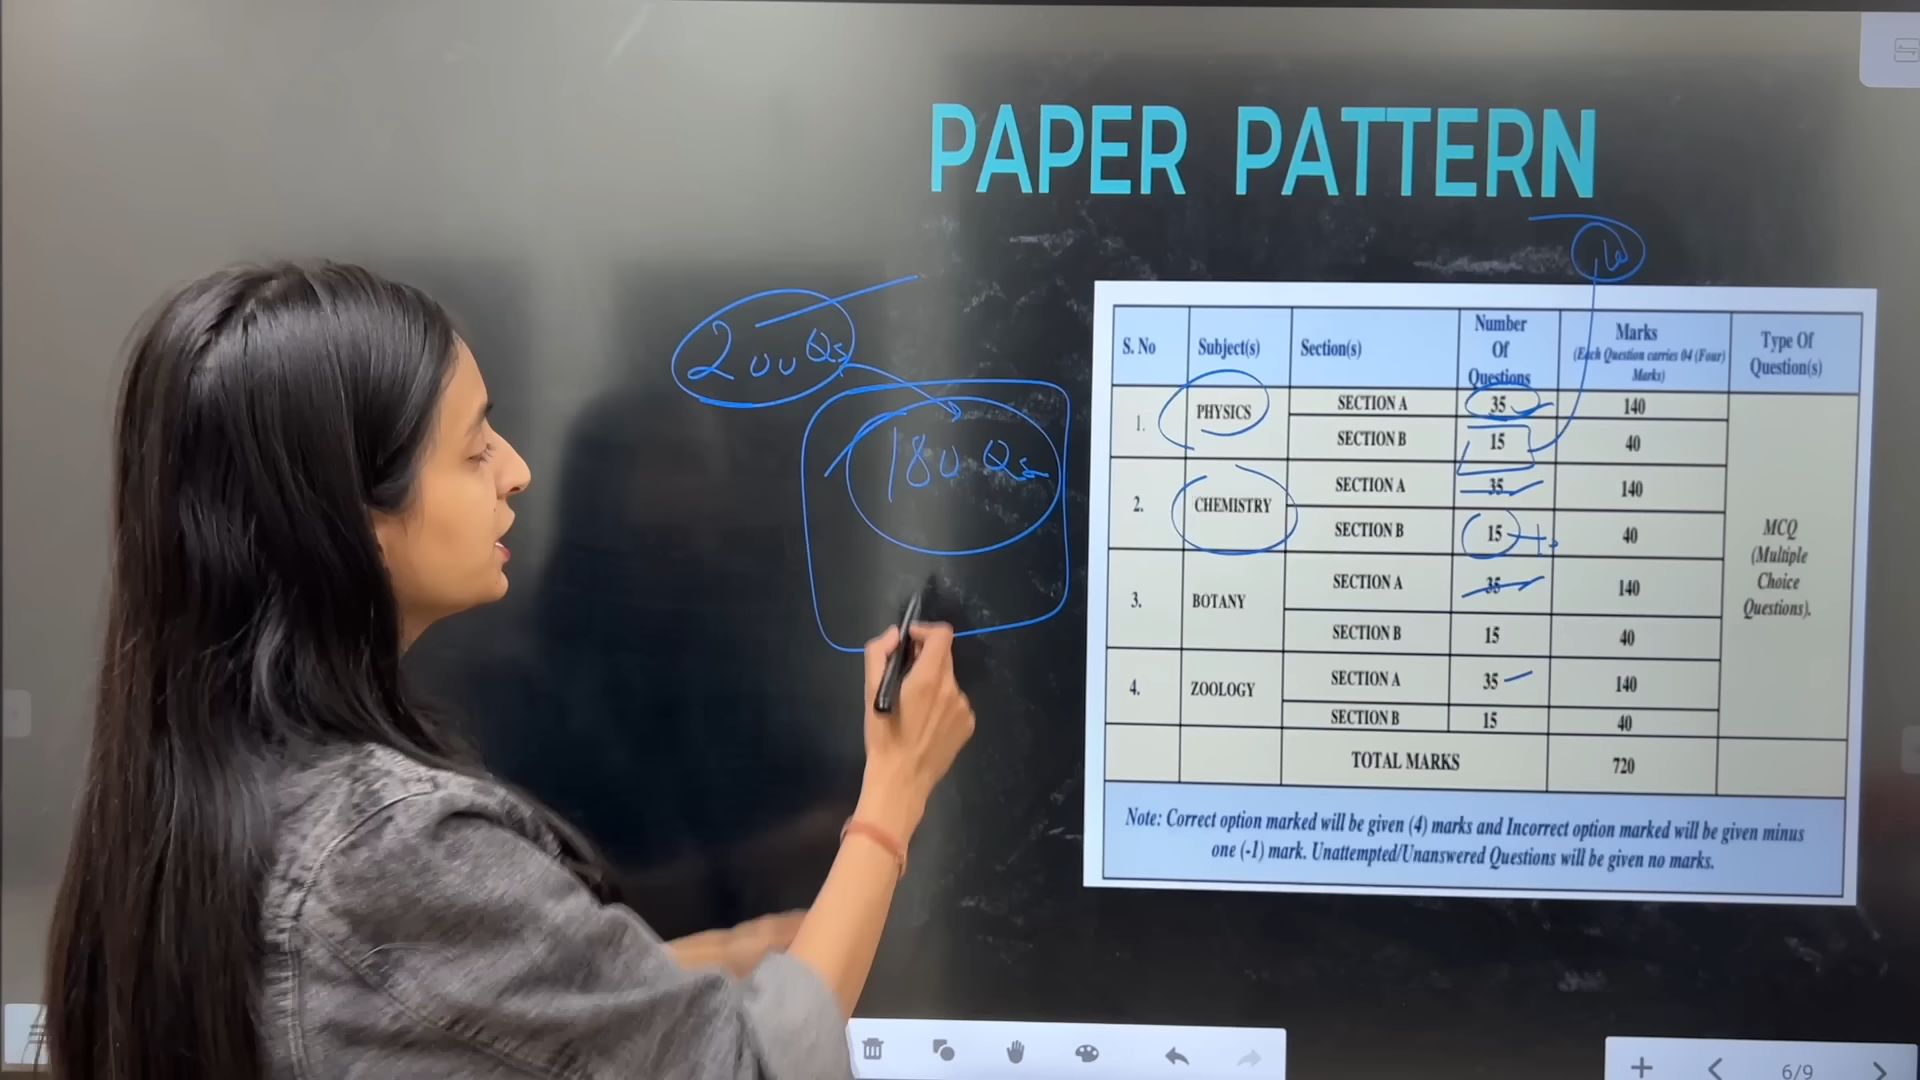 PAPER PATTERN
200 Qs
180 Qs
10
S. No Subject(s) Section(s) Number Of Questions Marks (Each Question carries 04 (Four) Marks) Type Of Question(s)
1. PHYSICS SECTION A 35 140
SECTION B 15 40
2. CHEMISTRY SECTION A 35 140
SECTION B 15 40
MCQ (Multiple Choice Questions).
3. BOTANY SECTION A 35 140
SECTION B 15 40
4. ZOOLOGY SECTION A 35 140
SECTION B 15 40
TOTAL MARKS 720
Note: Correct option marked will be given (4) marks and Incorrect option marked will be given minus
one (-1) mark. Unattempted/Unanswered Questions will be given no marks.
6/9